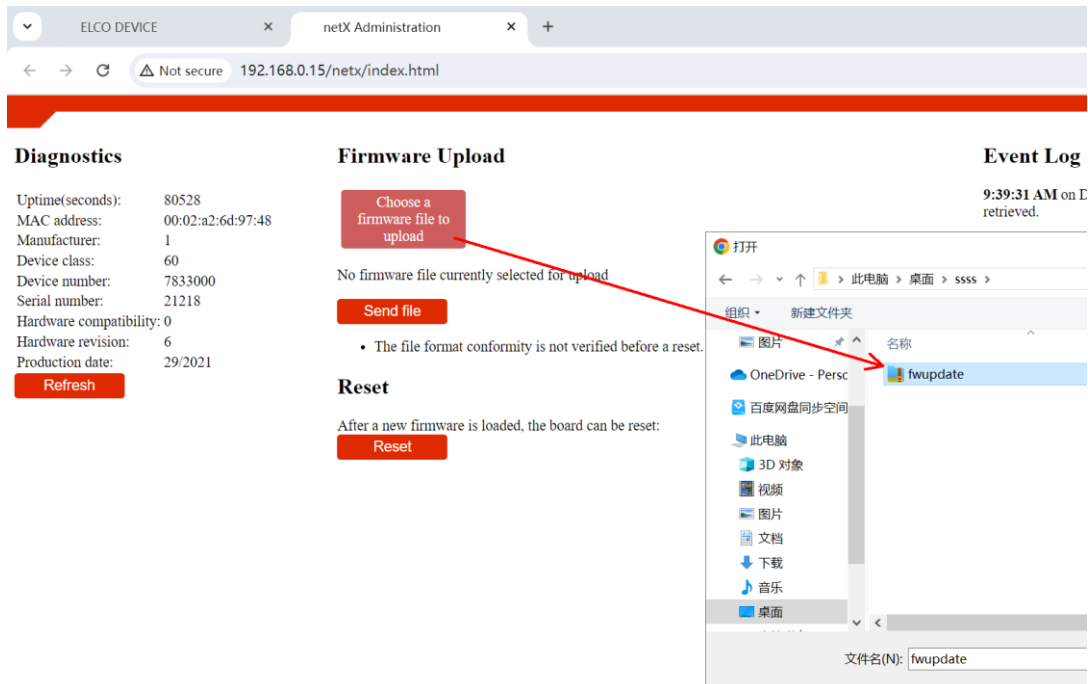 ELCO DEVICE
netX Administration
Not secure 192.168.0.15/netx/index.html
Diagnostics
Uptime(seconds): 80528
MAC address: 00:02:a2:6d:97:48
Manufacturer: 1
Device class: 60
Device number: 7833000
Serial number: 21218
Hardware compatibility: 0
Hardware revision: 6
Production date: 29/2021
Refresh
Firmware Upload
Choose a
firmware file to
upload
No firmware file currently selected for upload
Send file
• The file format conformity is not verified before a reset.
Reset
After a new firmware is loaded, the board can be reset:
Reset
Event Log
9:39:31 AM on D
retrieved.
打开
此电脑 › 桌面 › ssss ›
组织 新建文件夹
图片
OneDrive - Persc
百度网盘同步空间
此电脑
3D 对象
视频
图片
文档
下载
音乐
桌面
名称
fwupdate
文件名(N): fwupdate